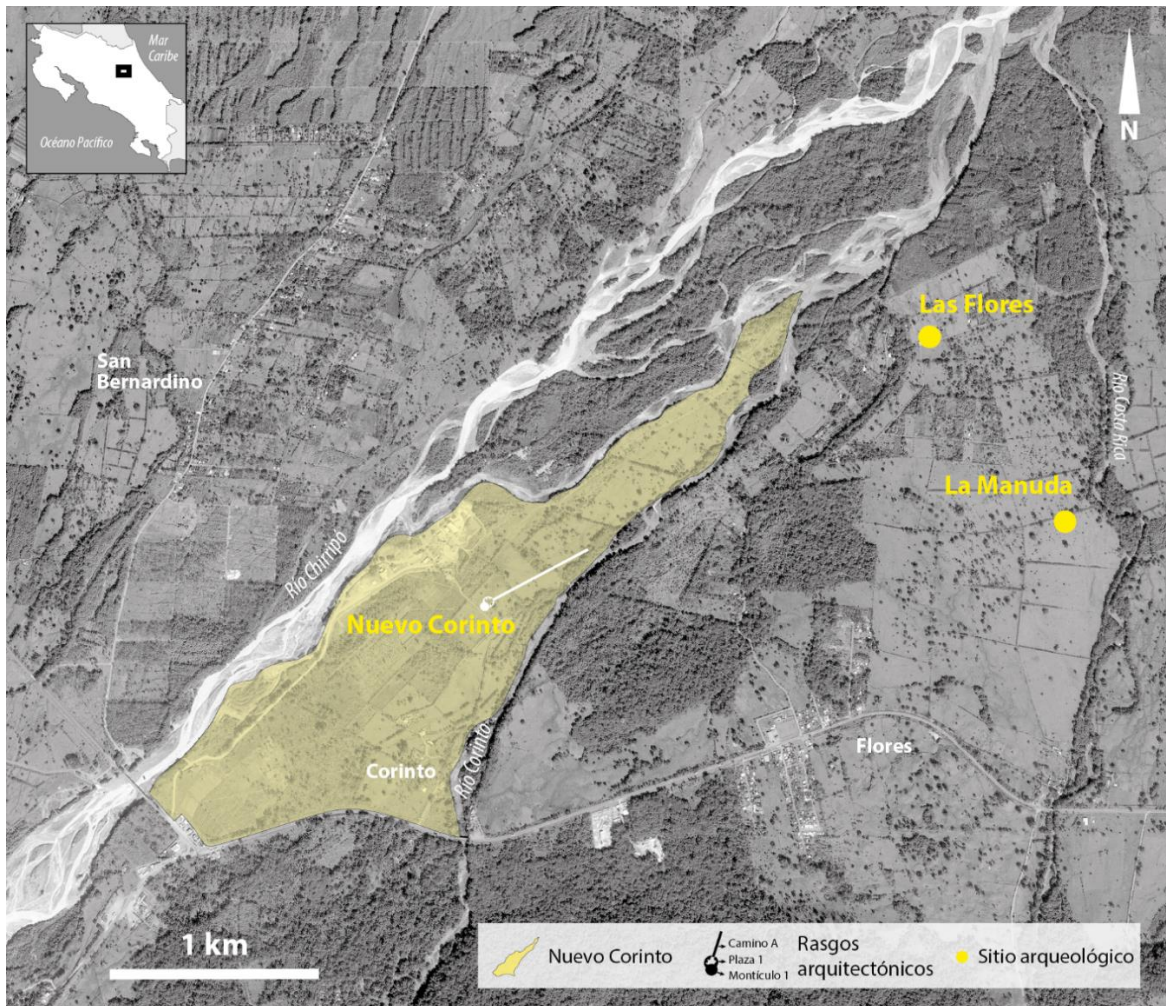 Mar
Caribe
Océano Pacífico
N
Las Flores
San
Bernardino
Río Costa Rica
La Manuda
Río Chirripó
Nuevo Corinto
Río Corinto
Corinto
Flores
1 km
Nuevo Corinto
Camino A
Plaza 1
Montículo 1
Rasgos
arquitectónicos
Sitio arqueológico